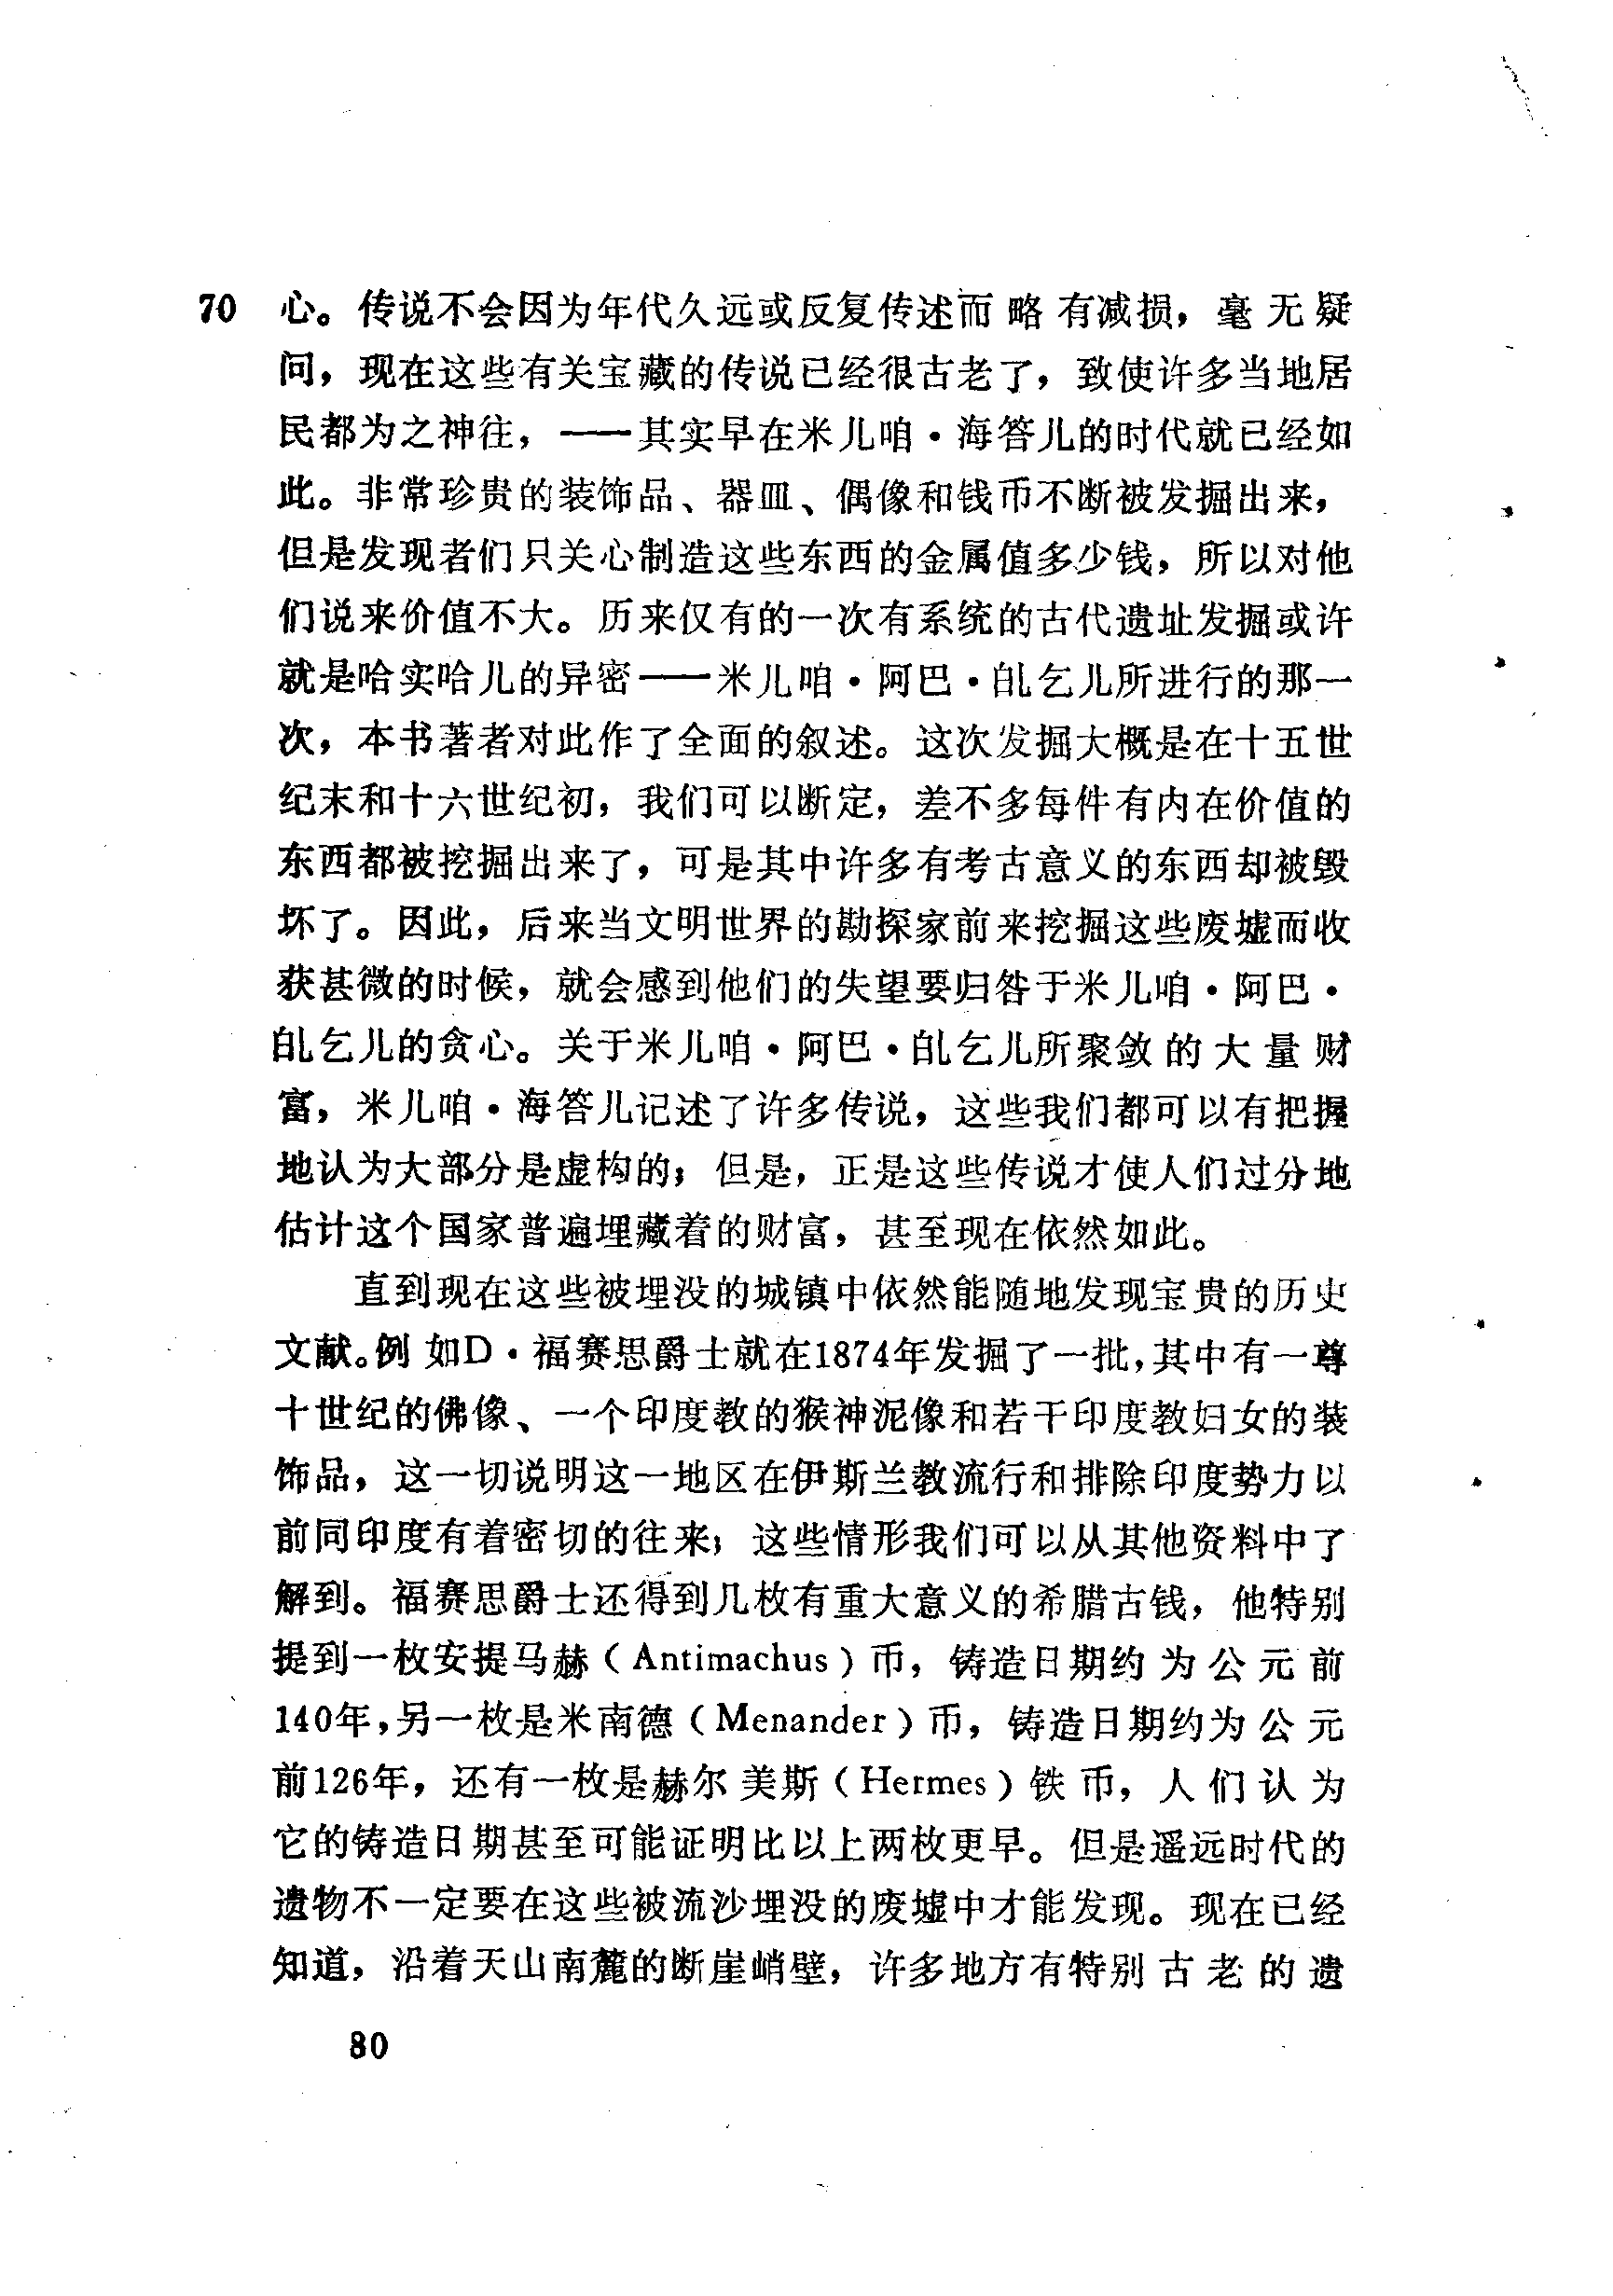 70 心。传说不会因为年代久远或反复传述而略有减损，毫无疑
问，现在这些有关宝藏的传说已经很古老了，致使许多当地居
民都为之神往，——其实早在米儿咱·海答儿的时代就已经如
此。非常珍贵的装饰品、器皿、偶像和钱币不断被发掘出来，
但是发现者们只关心制造这些东西的金属值多少钱，所以对他
们说来价值不大。历来仅有的一次有系统的古代遗址发掘或许
就是哈实哈儿的异密——米儿咱·阿巴·癿乞儿所进行的那一
次，本书著者对此作了全面的叙述。这次发掘大概是在十五世
纪末和十六世纪初，我们可以断定，差不多每件有内在价值的
东西都被挖掘出来了，可是其中许多有考古意义的东西却被毁
坏了。因此，后来当文明世界的勘探家前来挖掘这些废墟而收
获甚微的时候，就会感到他们的失望要归咎于米儿咱·阿巴·
癿乞儿的贪心。关于米儿咱·阿巴·癿乞儿所聚敛的大量财
富，米儿咱·海答儿记述了许多传说，这些我们都可以有把握
地认为大部分是虚构的；但是，正是这些传说才使人们过分地
估计这个国家普遍埋藏着的财富，甚至现在依然如此。
直到现在这些被埋没的城镇中依然能随地发现宝贵的历史
文献。例如D·福赛思爵士就在1874年发掘了一批，其中有一尊
十世纪的佛像、一个印度教的猴神泥像和若干印度教妇女的装
饰品，这一切说明这一地区在伊斯兰教流行和排除印度势力以
前同印度有着密切的往来；这些情形我们可以从其他资料中了
解到。福赛思爵士还得到几枚有重大意义的希腊古钱，他特别
提到一枚安提马赫（Antimachus）币，铸造日期约为公元前
140年，另一枚是米南德（Menander）币，铸造日期约为公元
前126年，还有一枚是赫尔美斯（Hermes）铁币，人们认为
它的铸造日期甚至可能证明比以上两枚更早。但是遥远时代的
遗物不一定要在这些被流沙埋没的废墟中才能发现。现在已经
知道，沿着天山南麓的断崖峭壁，许多地方有特别古老的遗
80